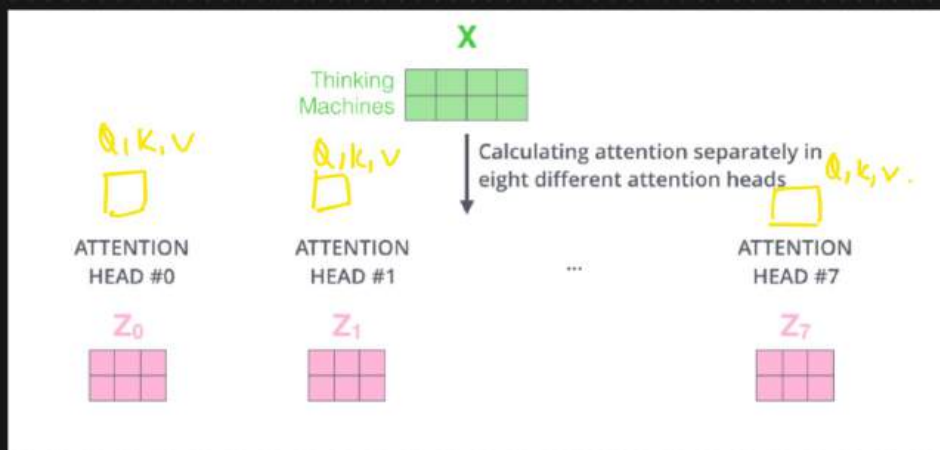 X
Thinking
Machines
Q, K, V
Q, K, V
Calculating attention separately in
eight different attention heads
Q, K, V.
ATTENTION
HEAD #0
ATTENTION
HEAD #1
...
ATTENTION
HEAD #7
Z0
Z1
Z7